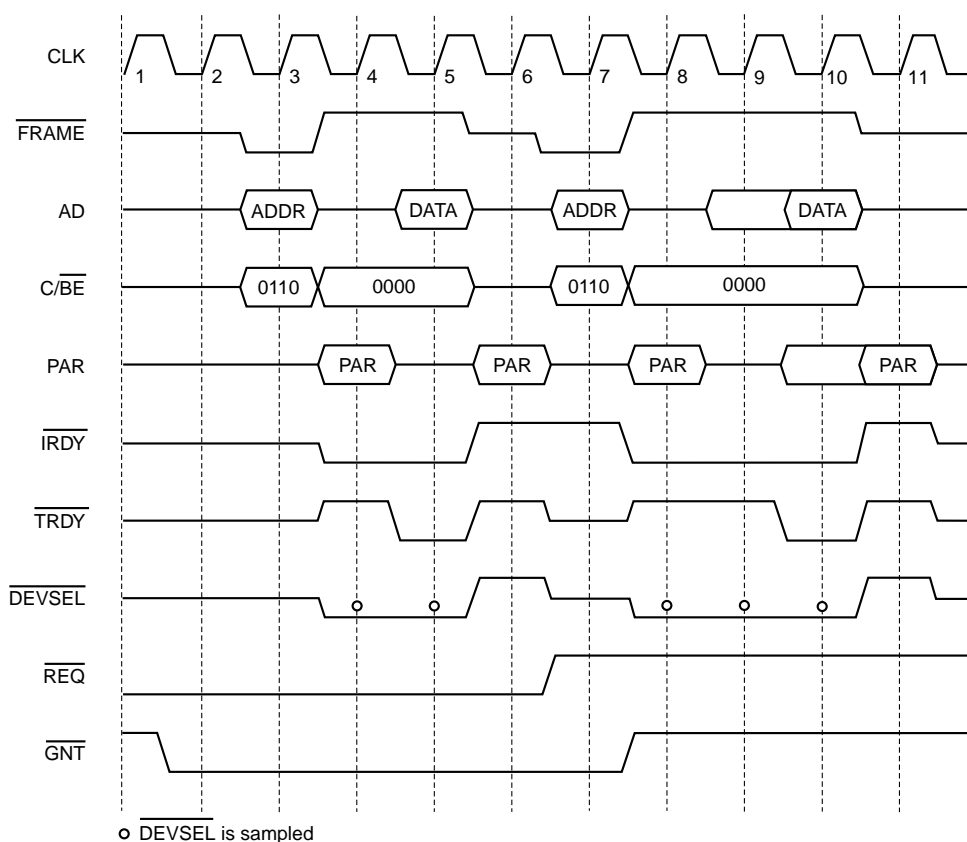 CLK
1 2 3 4 5 6 7 8 9 10 11
FRAME
AD ADDR DATA ADDR DATA
C/BE 0110 0000 0110 0000
PAR PAR PAR PAR PAR
IRDY
TRDY
DEVSEL
REQ
GNT
DEVSEL is sampled